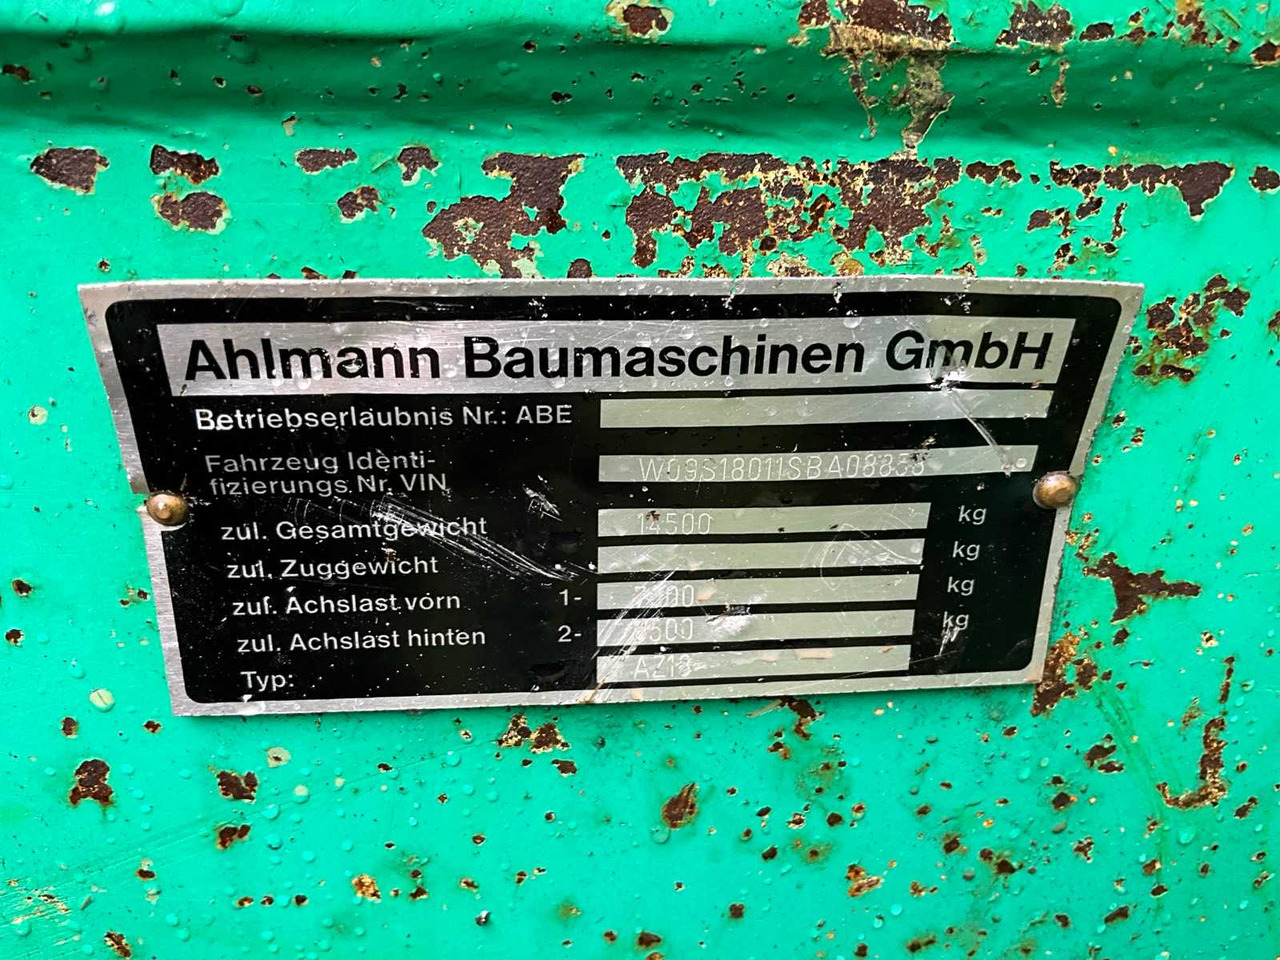 Ahlmann Baumaschinen GmbH
Betriebserlaubnis Nr.: ABE
Fahrzeug Identi-
fizierungs Nr. VIN
zul. Gesamtgewicht 14500 kg
zul. Zuggewicht kg
zul. Achslast vorn 1- kg
zul. Achslast hinten 2- kg
Typ: